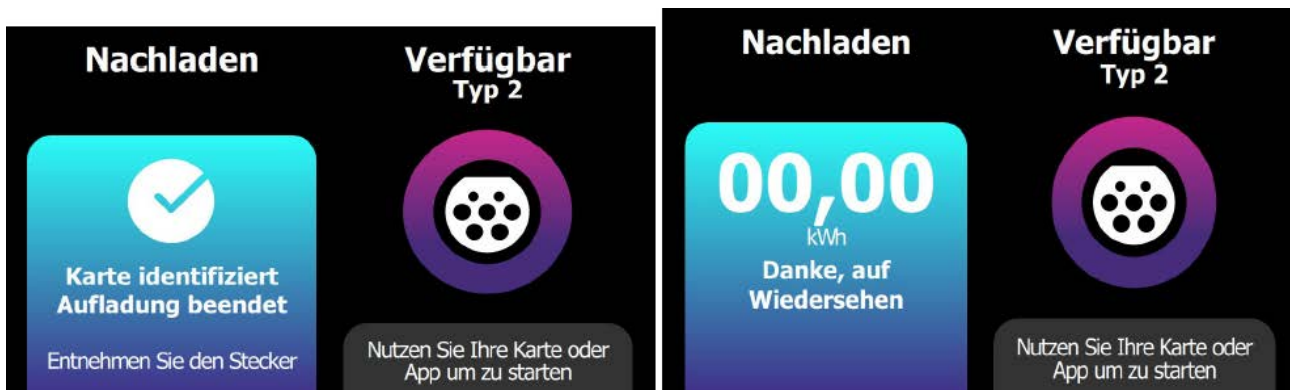 Nachladen
Karte identifiziert
Aufladung beendet
Entnehmen Sie den Stecker
Verfügbar
Typ 2
Nutzen Sie Ihre Karte oder
App um zu starten
Nachladen
00,00
kWh
Danke, auf
Wiedersehen
Verfügbar
Typ 2
Nutzen Sie Ihre Karte oder
App um zu starten